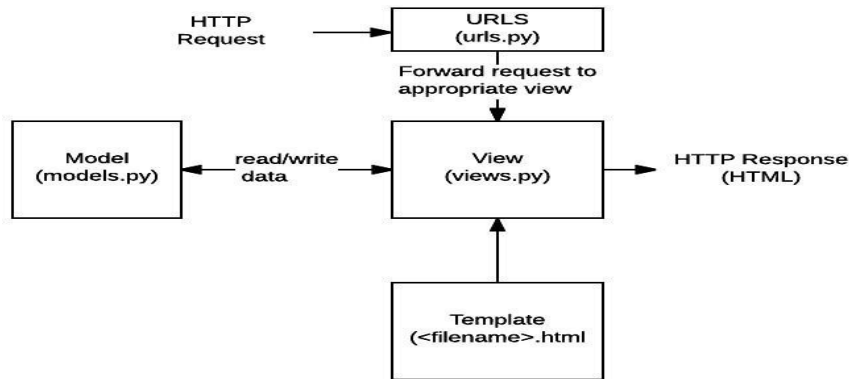 HTTP
Request
URLS
(urls.py)
Forward request to
appropriate view
Model
(models.py)
read/write
data
View
(views.py)
HTTP Response
(HTML)
Template
(<filename>.html